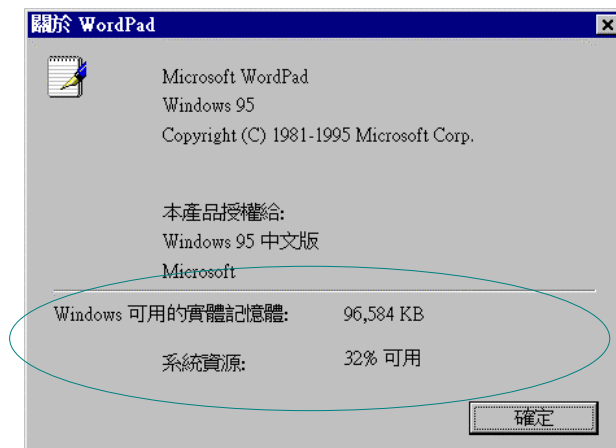 關於 WordPad
Microsoft WordPad
Windows 95
Copyright (C) 1981-1995 Microsoft Corp.
本產品授權給:
Windows 95 中文版
Microsoft
Windows 可用的實體記憶體: 96,584 KB
系統資源: 32% 可用
確定